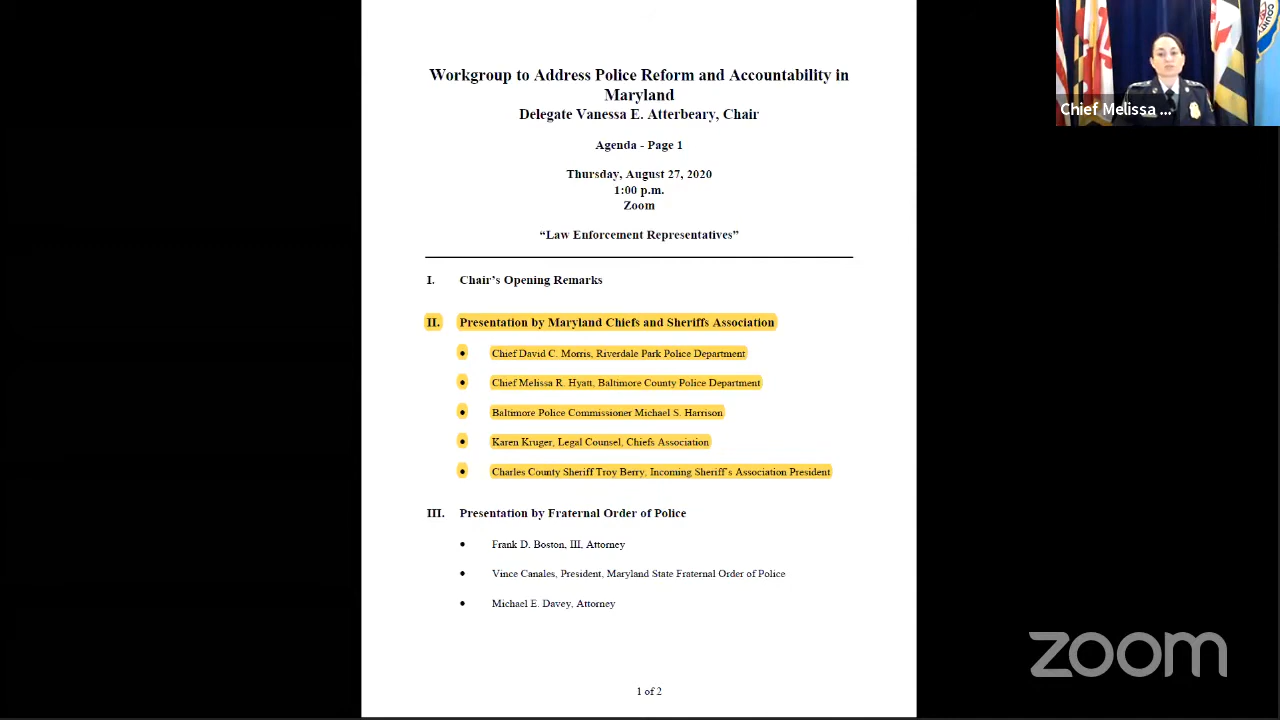 Workgroup to Address Police Reform and Accountability in
Maryland
Delegate Vanessa E. Atterbeary, Chair
Agenda - Page 1
Thursday, August 27, 2020
1:00 p.m.
Zoom
“Law Enforcement Representatives”
I. Chair’s Opening Remarks
II. Presentation by Maryland Chiefs and Sheriffs Association
• Chief David C. Morris, Riverdale Park Police Department
• Chief Melissa R. Hyatt, Baltimore County Police Department
• Baltimore Police Commissioner Michael S. Harrison
• Karen Kruger, Legal Counsel, Chiefs Association
• Charles County Sheriff Troy Berry, Incoming Sheriff’s Association President
III. Presentation by Fraternal Order of Police
• Frank D. Boston, III, Attorney
• Vince Canales, President, Maryland State Fraternal Order of Police
• Michael E. Davey, Attorney
1 of 2
COUNTY
Chief Melissa ...
zoom